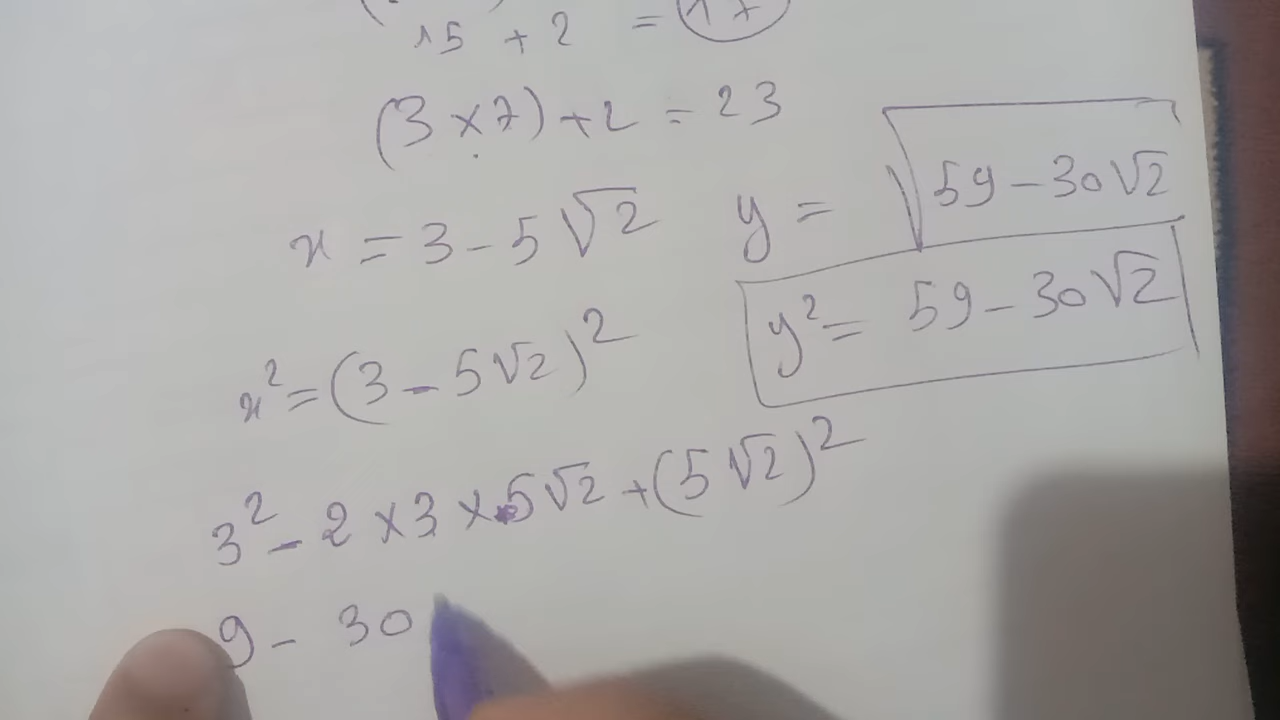 15 + 2 = 17
(3 × 7) + 2 = 23
x = 3 - 5√2 y = √(59 - 30√2)
x² = (3 - 5√2)² y² = 59 - 30√2
3² - 2 × 3 × 5√2 + (5√2)²
9 - 30